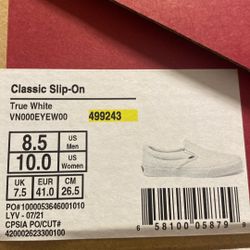 Classic Slip-On
True White
VN000EYEW00 499243
8.5 US Men
10.0 US Women
UK EUR CM
7.5 41.0 26.5
PO# 1000053646001010
LYV - 07/21
CPSIA PO/CUT#
420002623300100
6 58100 05879